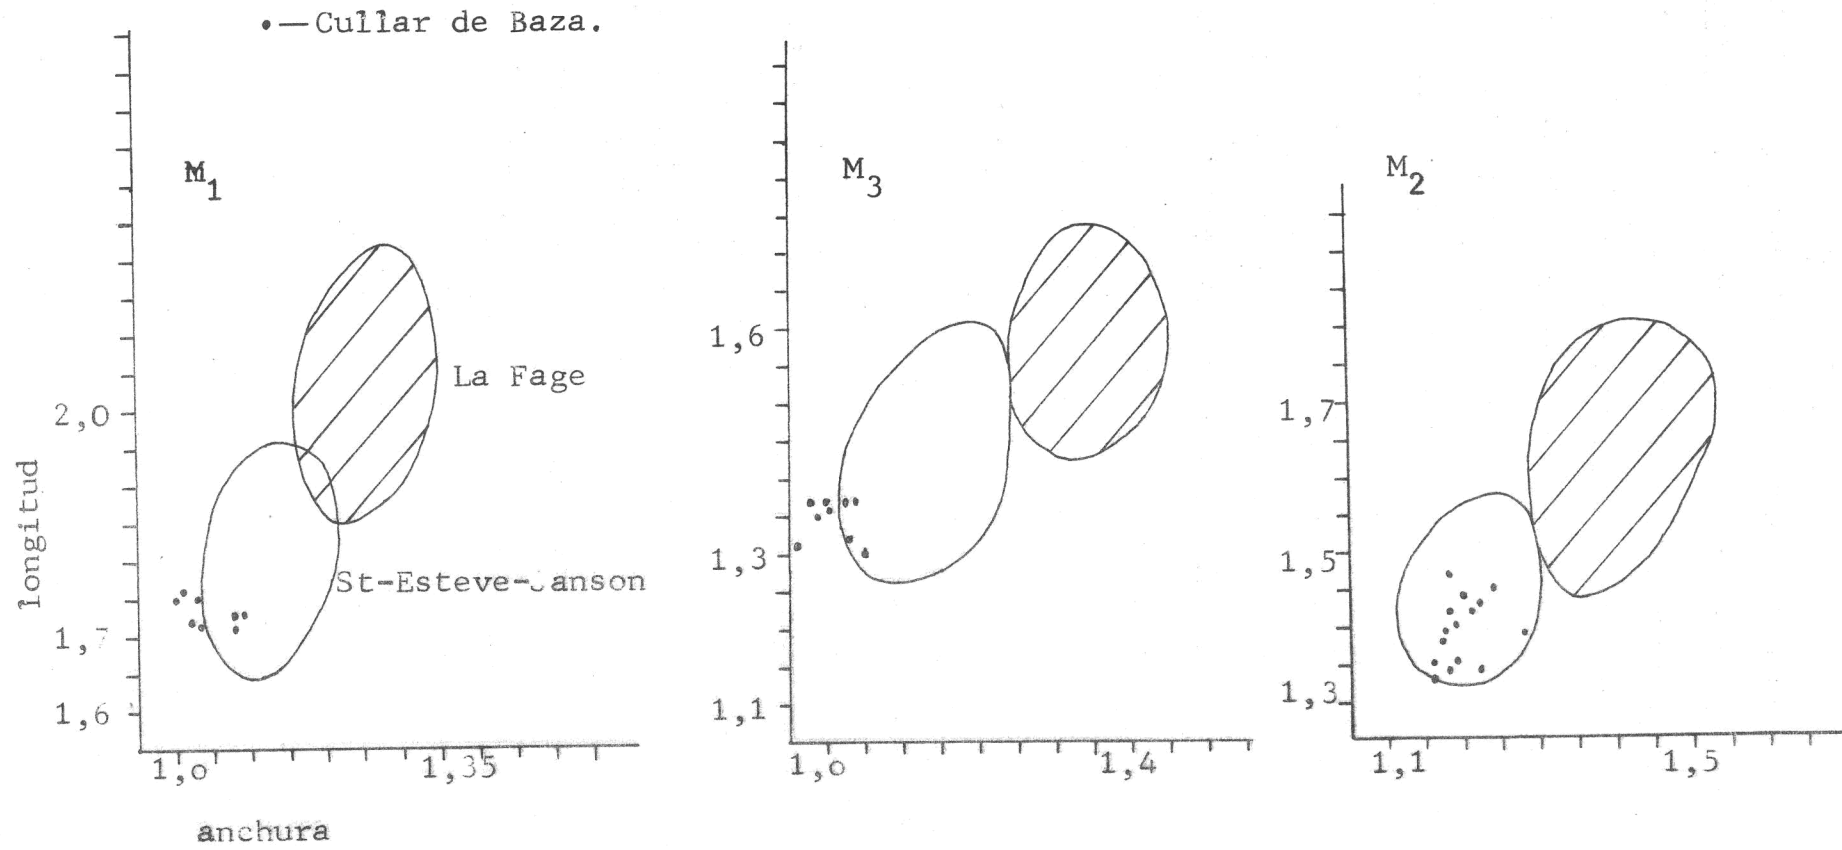 •—Cullar de Baza.
M1
M3
M2
La Fage
St-Esteve-Janson
longitud
2,0
1,7
1,6
1,0 1,35
anchura
1,6
1,3
1,1
1,0 1,4
1,7
1,5
1,3
1,1 1,5